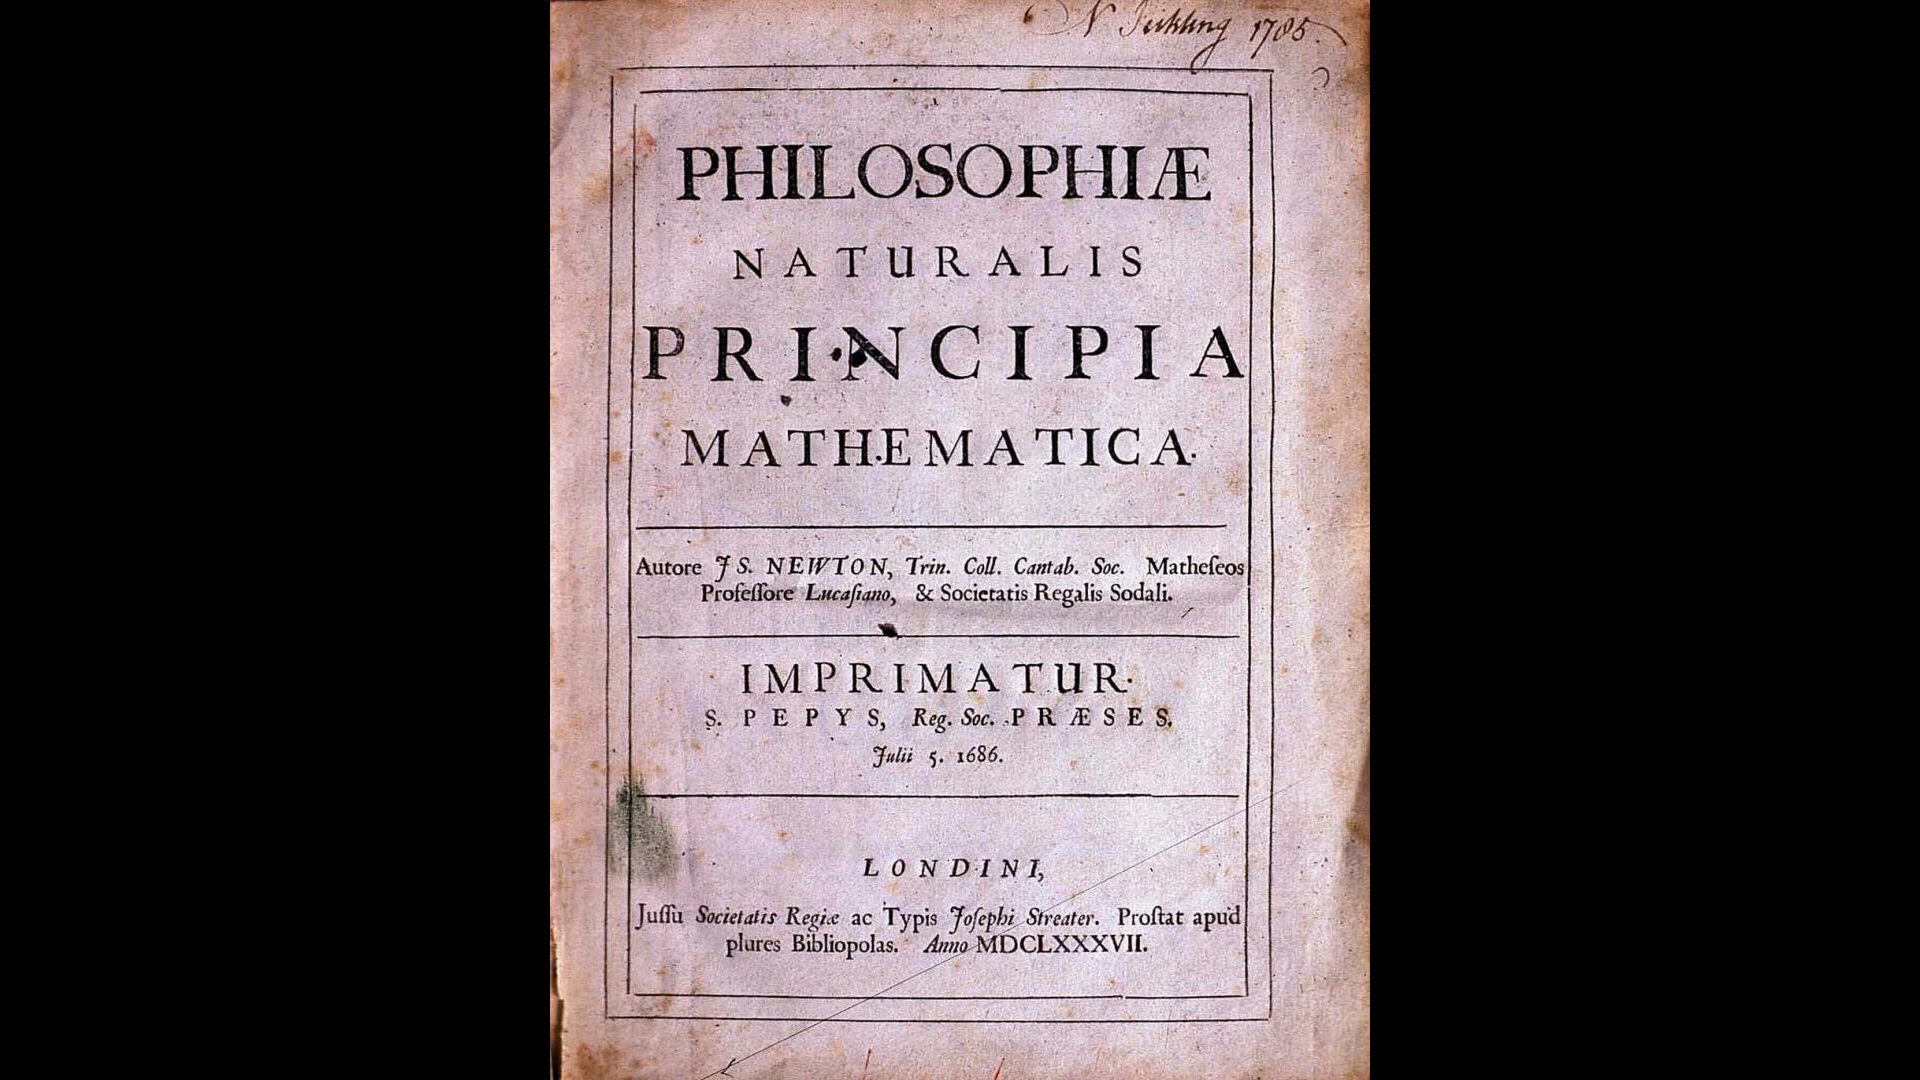 1785.
PHILOSOPHIÆ
NATURALIS
PRINCIPIA
MATHEMATICA.
Autore J S. NEWTON, Trin. Coll. Cantab. Soc. Matheſeos
Profeſſore Lucaſiano, & Societatis Regalis Sodali.
IMPRIMATUR.
S. PEPYS, Reg. Soc. PRÆSES.
Julii 5. 1686.
LONDINI,
Juſſu Societatis Regiæ ac Typis Joſephi Streater. Proſtat apud
plures Bibliopolas. Anno MDCLXXXVII.